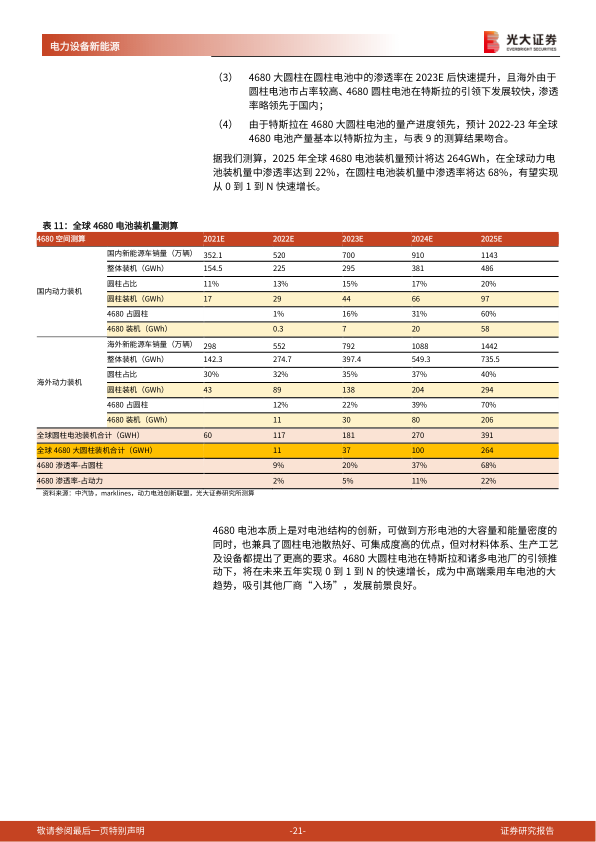 电力设备新能源
光大证券
EVERBRIGHT SECURITIES
（3） 4680 大圆柱在圆柱电池中的渗透率在 2023E 后快速提升，且海外由于
圆柱电池市占率较高、4680 圆柱电池在特斯拉的引领下发展较快，渗透
率略领先于国内；
（4） 由于特斯拉在 4680 大圆柱电池的量产进度领先，预计 2022-23 年全球
4680 电池产量基本以特斯拉为主，与表 9 的测算结果吻合。
据我们测算，2025 年全球 4680 电池装机量预计将达 264GWh，在全球动力电
池装机量中渗透率达到 22%，在圆柱电池装机量中渗透率将达 68%，有望实现
从 0 到 1 到 N 快速增长。
表 11：全球 4680 电池装机量测算
4680 空间测算 2021E 2022E 2023E 2024E 2025E
国内新能源车销量（万辆） 352.1 520 700 910 1143
整体装机（GWh） 154.5 225 295 381 486
圆柱占比 11% 13% 15% 17% 20%
国内动力装机
圆柱装机（GWh） 17 29 44 66 97
4680 占圆柱 1% 16% 31% 60%
4680 装机（GWh） 0.3 7 20 58
海外新能源车销量（万辆） 298 552 792 1088 1442
整体装机（GWh） 142.3 274.7 397.4 549.3 735.5
圆柱占比 30% 32% 35% 37% 40%
海外动力装机
圆柱装机（GWh） 43 89 138 204 294
4680 占圆柱 12% 22% 39% 70%
4680 装机（GWh） 11 30 80 206
全球圆柱电池装机合计（GWH） 60 117 181 270 391
全球 4680 大圆柱装机合计（GWH） 11 37 100 264
4680 渗透率-占圆柱 9% 20% 37% 68%
4680 渗透率-占动力 2% 5% 11% 22%
资料来源：中汽协，marklines，动力电池创新联盟，光大证券研究所测算
4680 电池本质上是对电池结构的创新，可做到方形电池的大容量和能量密度的
同时，也兼具了圆柱电池散热好、可集成度高的优点，但对材料体系、生产工艺
及设备都提出了更高的要求。4680 大圆柱电池在特斯拉和诸多电池厂的引领推
动下，将在未来五年实现 0 到 1 到 N 的快速增长，成为中高端乘用车电池的大
趋势，吸引其他厂商“入场”，发展前景良好。
敬请参阅最后一页特别声明 -21- 证券研究报告